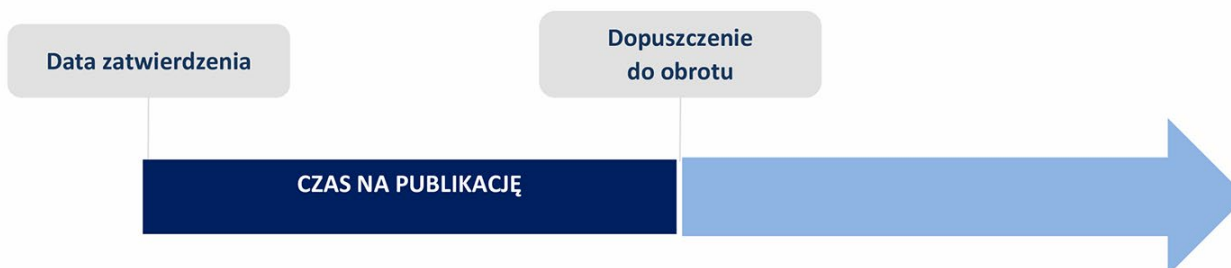 Data zatwierdzenia
Dopuszczenie
do obrotu
CZAS NA PUBLIKACJĘ